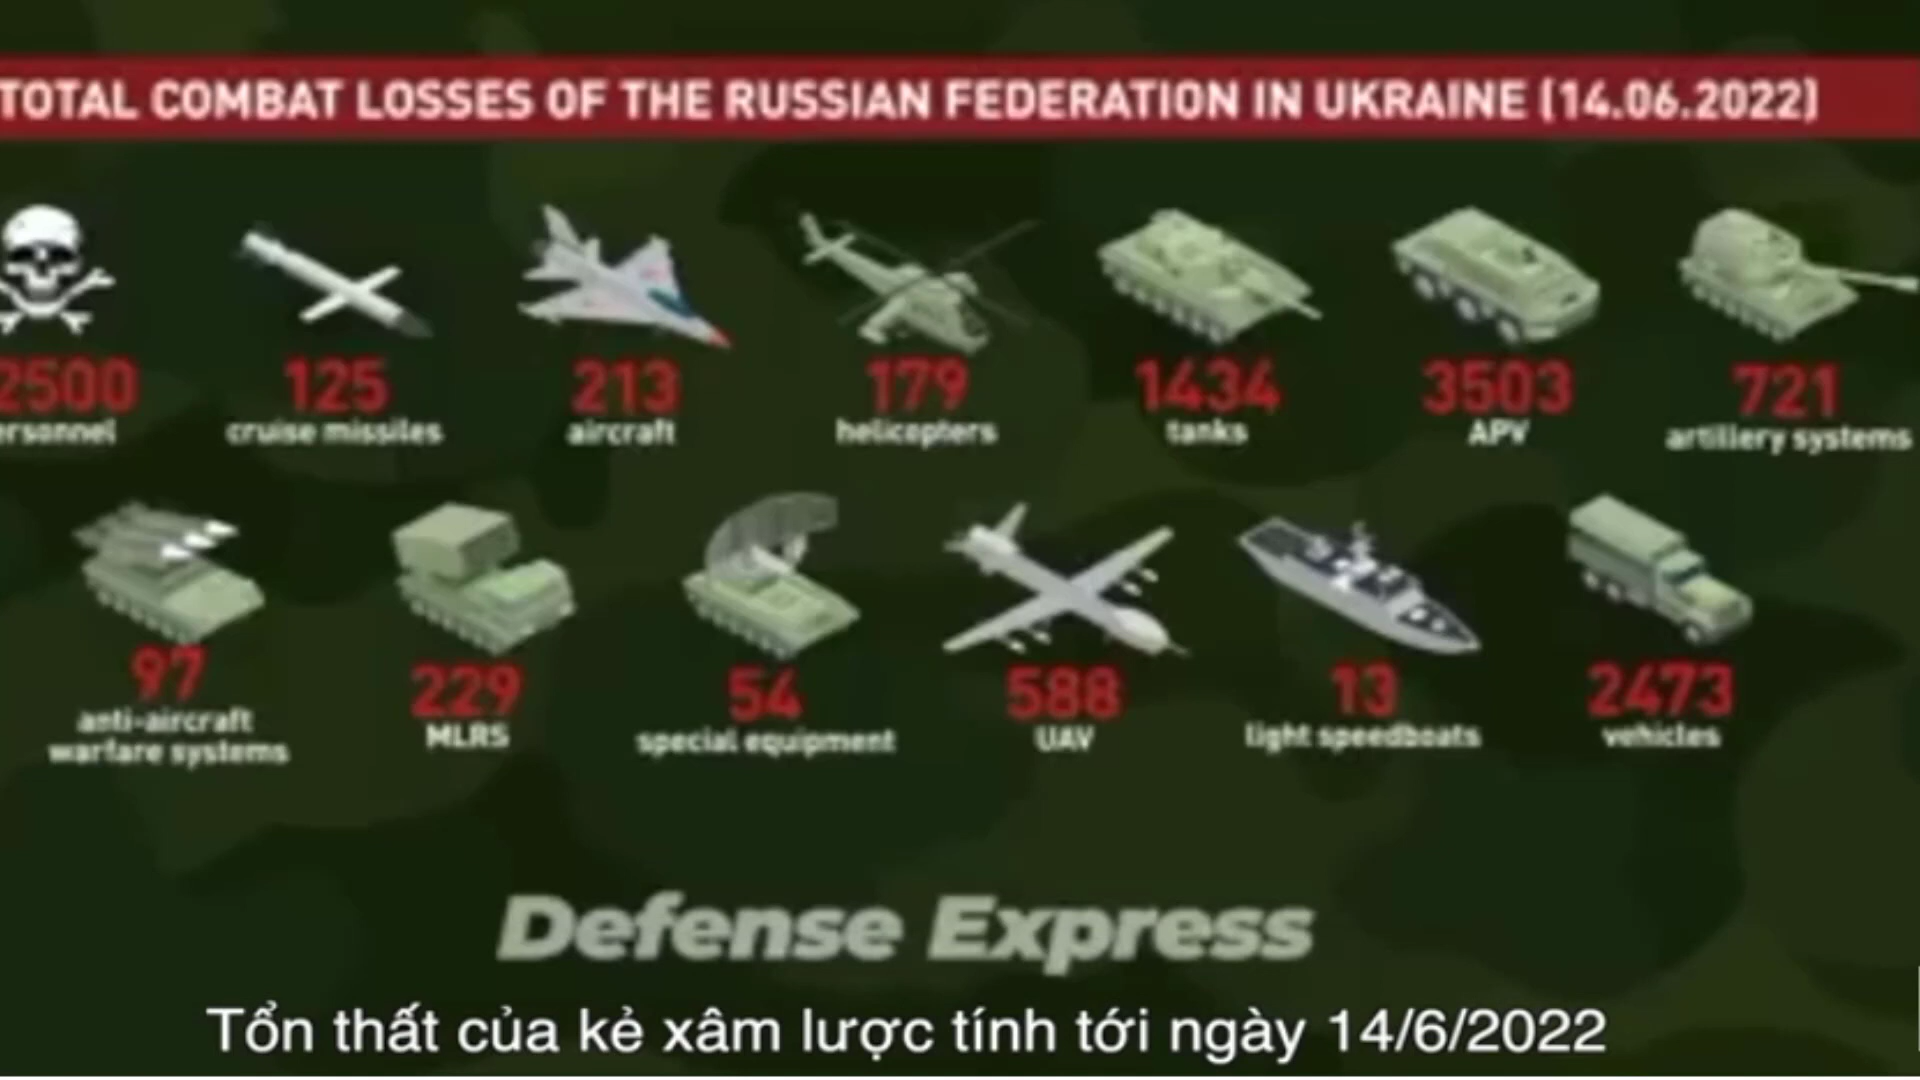 TOTAL COMBAT LOSSES OF THE RUSSIAN FEDERATION IN UKRAINE (14.06.2022)
2500 125 213 179 1434 3503 721
ersonnel cruise missiles aircraft helicopters tanks APV artillery systems
97 229 54 588 13 2473
anti-aircraft MLRS special equipment UAV light speedboats vehicles
warfare systems
Defense Express
Tổn thất của kẻ xâm lược tính tới ngày 14/6/2022